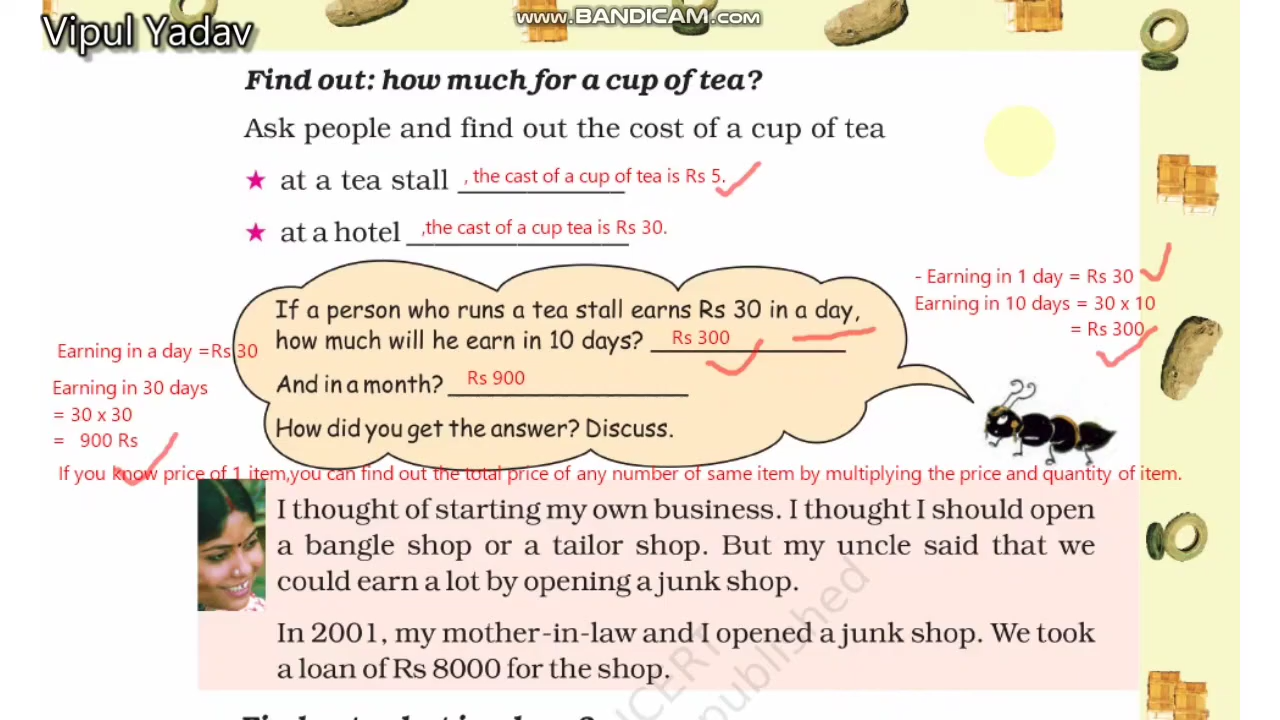 www.BANDICAM.com
Vipul Yadav
Find out: how much for a cup of tea?
Ask people and find out the cost of a cup of tea
★ at a tea stall , the cast of a cup of tea is Rs 5.
★ at a hotel ,the cast of a cup tea is Rs 30.
- Earning in 1 day = Rs 30
Earning in 10 days = 30 x 10
= Rs 300
If a person who runs a tea stall earns Rs 30 in a day,
how much will he earn in 10 days? Rs 300
And in a month? Rs 900
How did you get the answer? Discuss.
Earning in a day =Rs 30
Earning in 30 days
= 30 x 30
= 900 Rs
If you know price of 1 item,you can find out the total price of any number of same item by multiplying the price and quantity of item.
I thought of starting my own business. I thought I should open
a bangle shop or a tailor shop. But my uncle said that we
could earn a lot by opening a junk shop.
In 2001, my mother-in-law and I opened a junk shop. We took
a loan of Rs 8000 for the shop.
NCERT
published